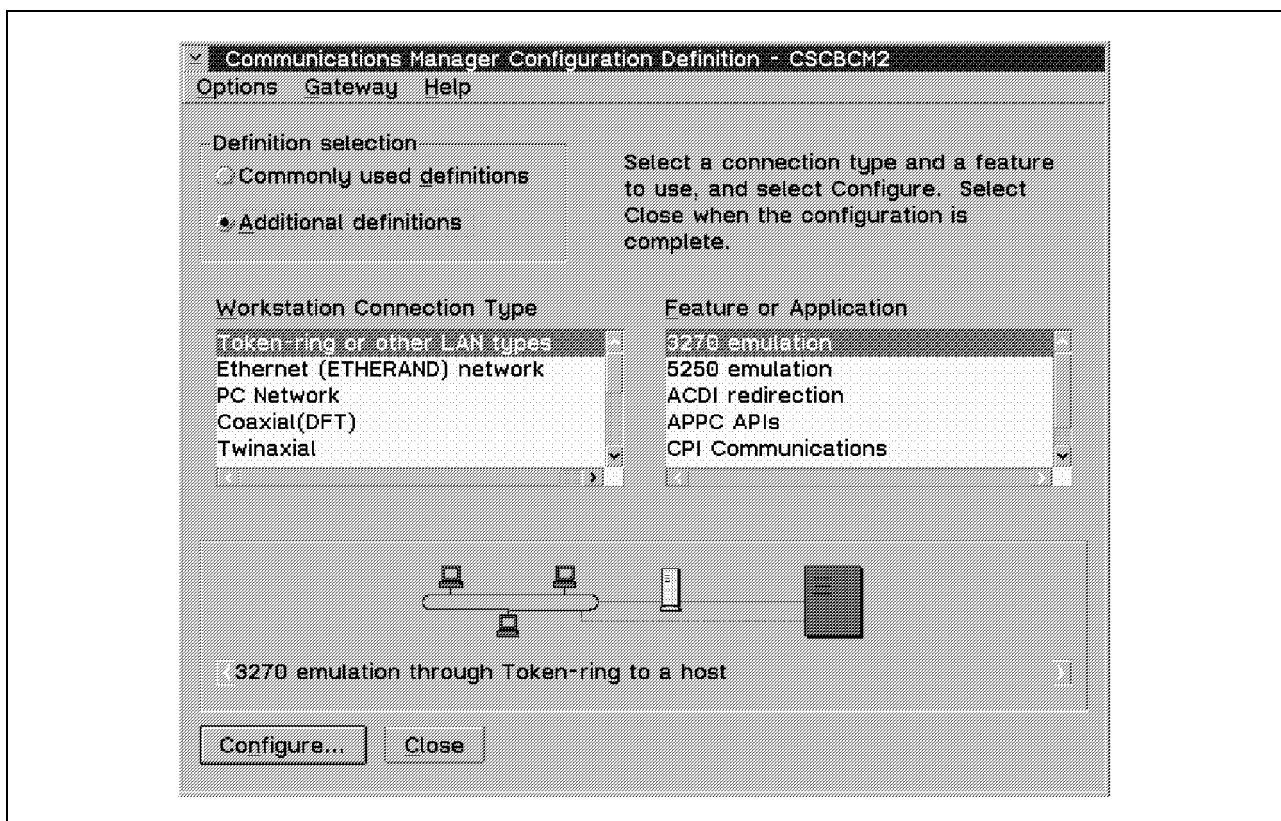 Communications Manager Configuration Definition - CSCBCM2
Options Gateway Help
Definition selection
Commonly used definitions
Additional definitions
Select a connection type and a feature
to use, and select Configure. Select
Close when the configuration is
complete.
Workstation Connection Type
Token-ring or other LAN types
Ethernet (ETHERAND) network
PC Network
Coaxial(DFT)
Twinaxial
Feature or Application
3270 emulation
5250 emulation
ACDI redirection
APPC APIs
CPI Communications
3270 emulation through Token-ring to a host
Configure... Close